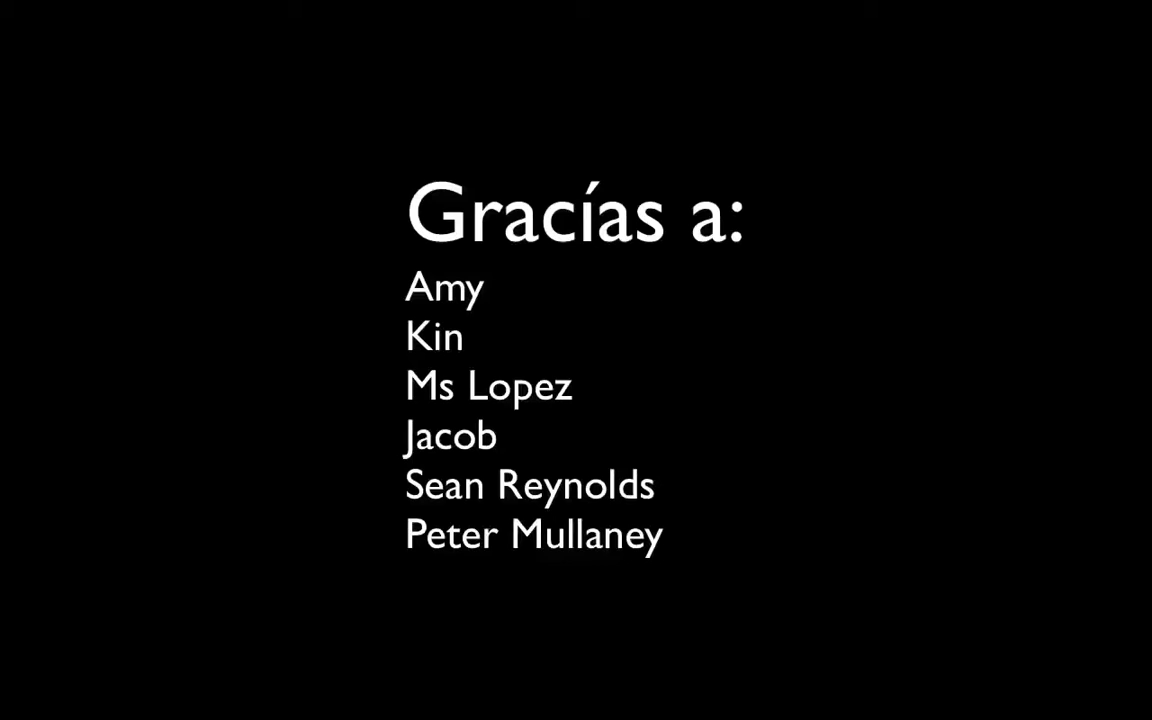 Gracías a:
Amy
Kin
Ms Lopez
Jacob
Sean Reynolds
Peter Mullaney